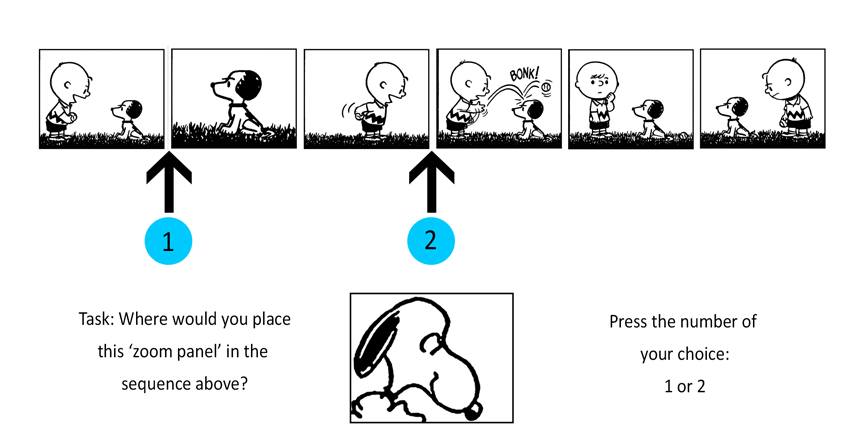 BONK!
1
2
Task: Where would you place
this ‘zoom panel’ in the
sequence above?
Press the number of
your choice:
1 or 2